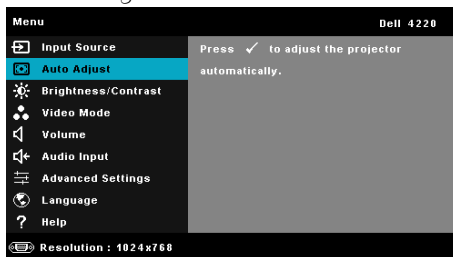 Menu
Dell 4220
Input Source
Press ✓ to adjust the projector
automatically.
Auto Adjust
Brightness/Contrast
Video Mode
Volume
Audio Input
Advanced Settings
Language
? Help
Resolution : 1024x768